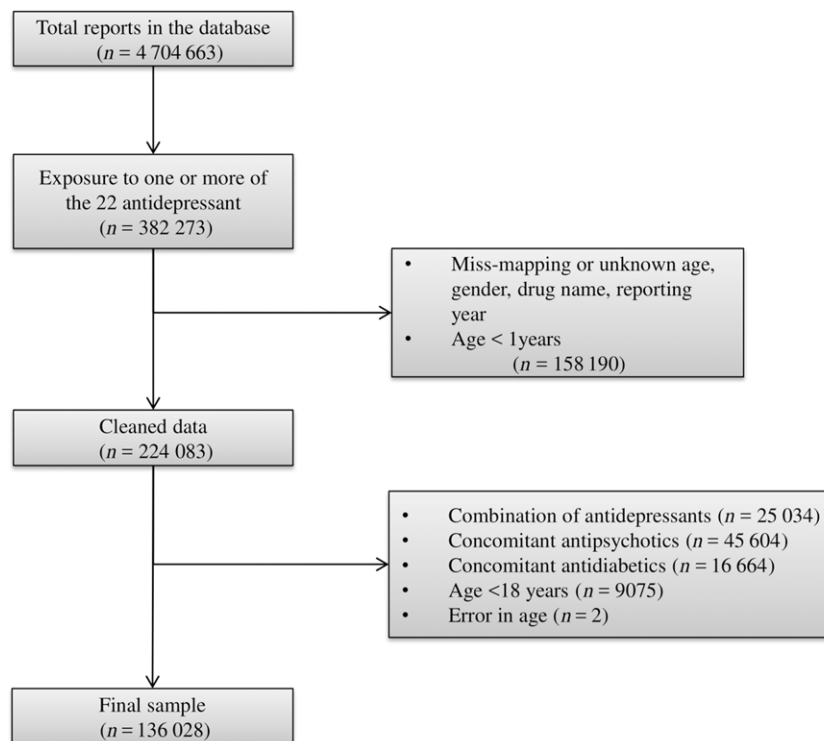 Total reports in the database
(n = 4 704 663)
Exposure to one or more of
the 22 antidepressant
(n = 382 273)
• Miss-mapping or unknown age,
gender, drug name, reporting
year
• Age < 1years
(n = 158 190)
Cleaned data
(n = 224 083)
• Combination of antidepressants (n = 25 034)
• Concomitant antipsychotics (n = 45 604)
• Concomitant antidiabetics (n = 16 664)
• Age <18 years (n = 9075)
• Error in age (n = 2)
Final sample
(n = 136 028)